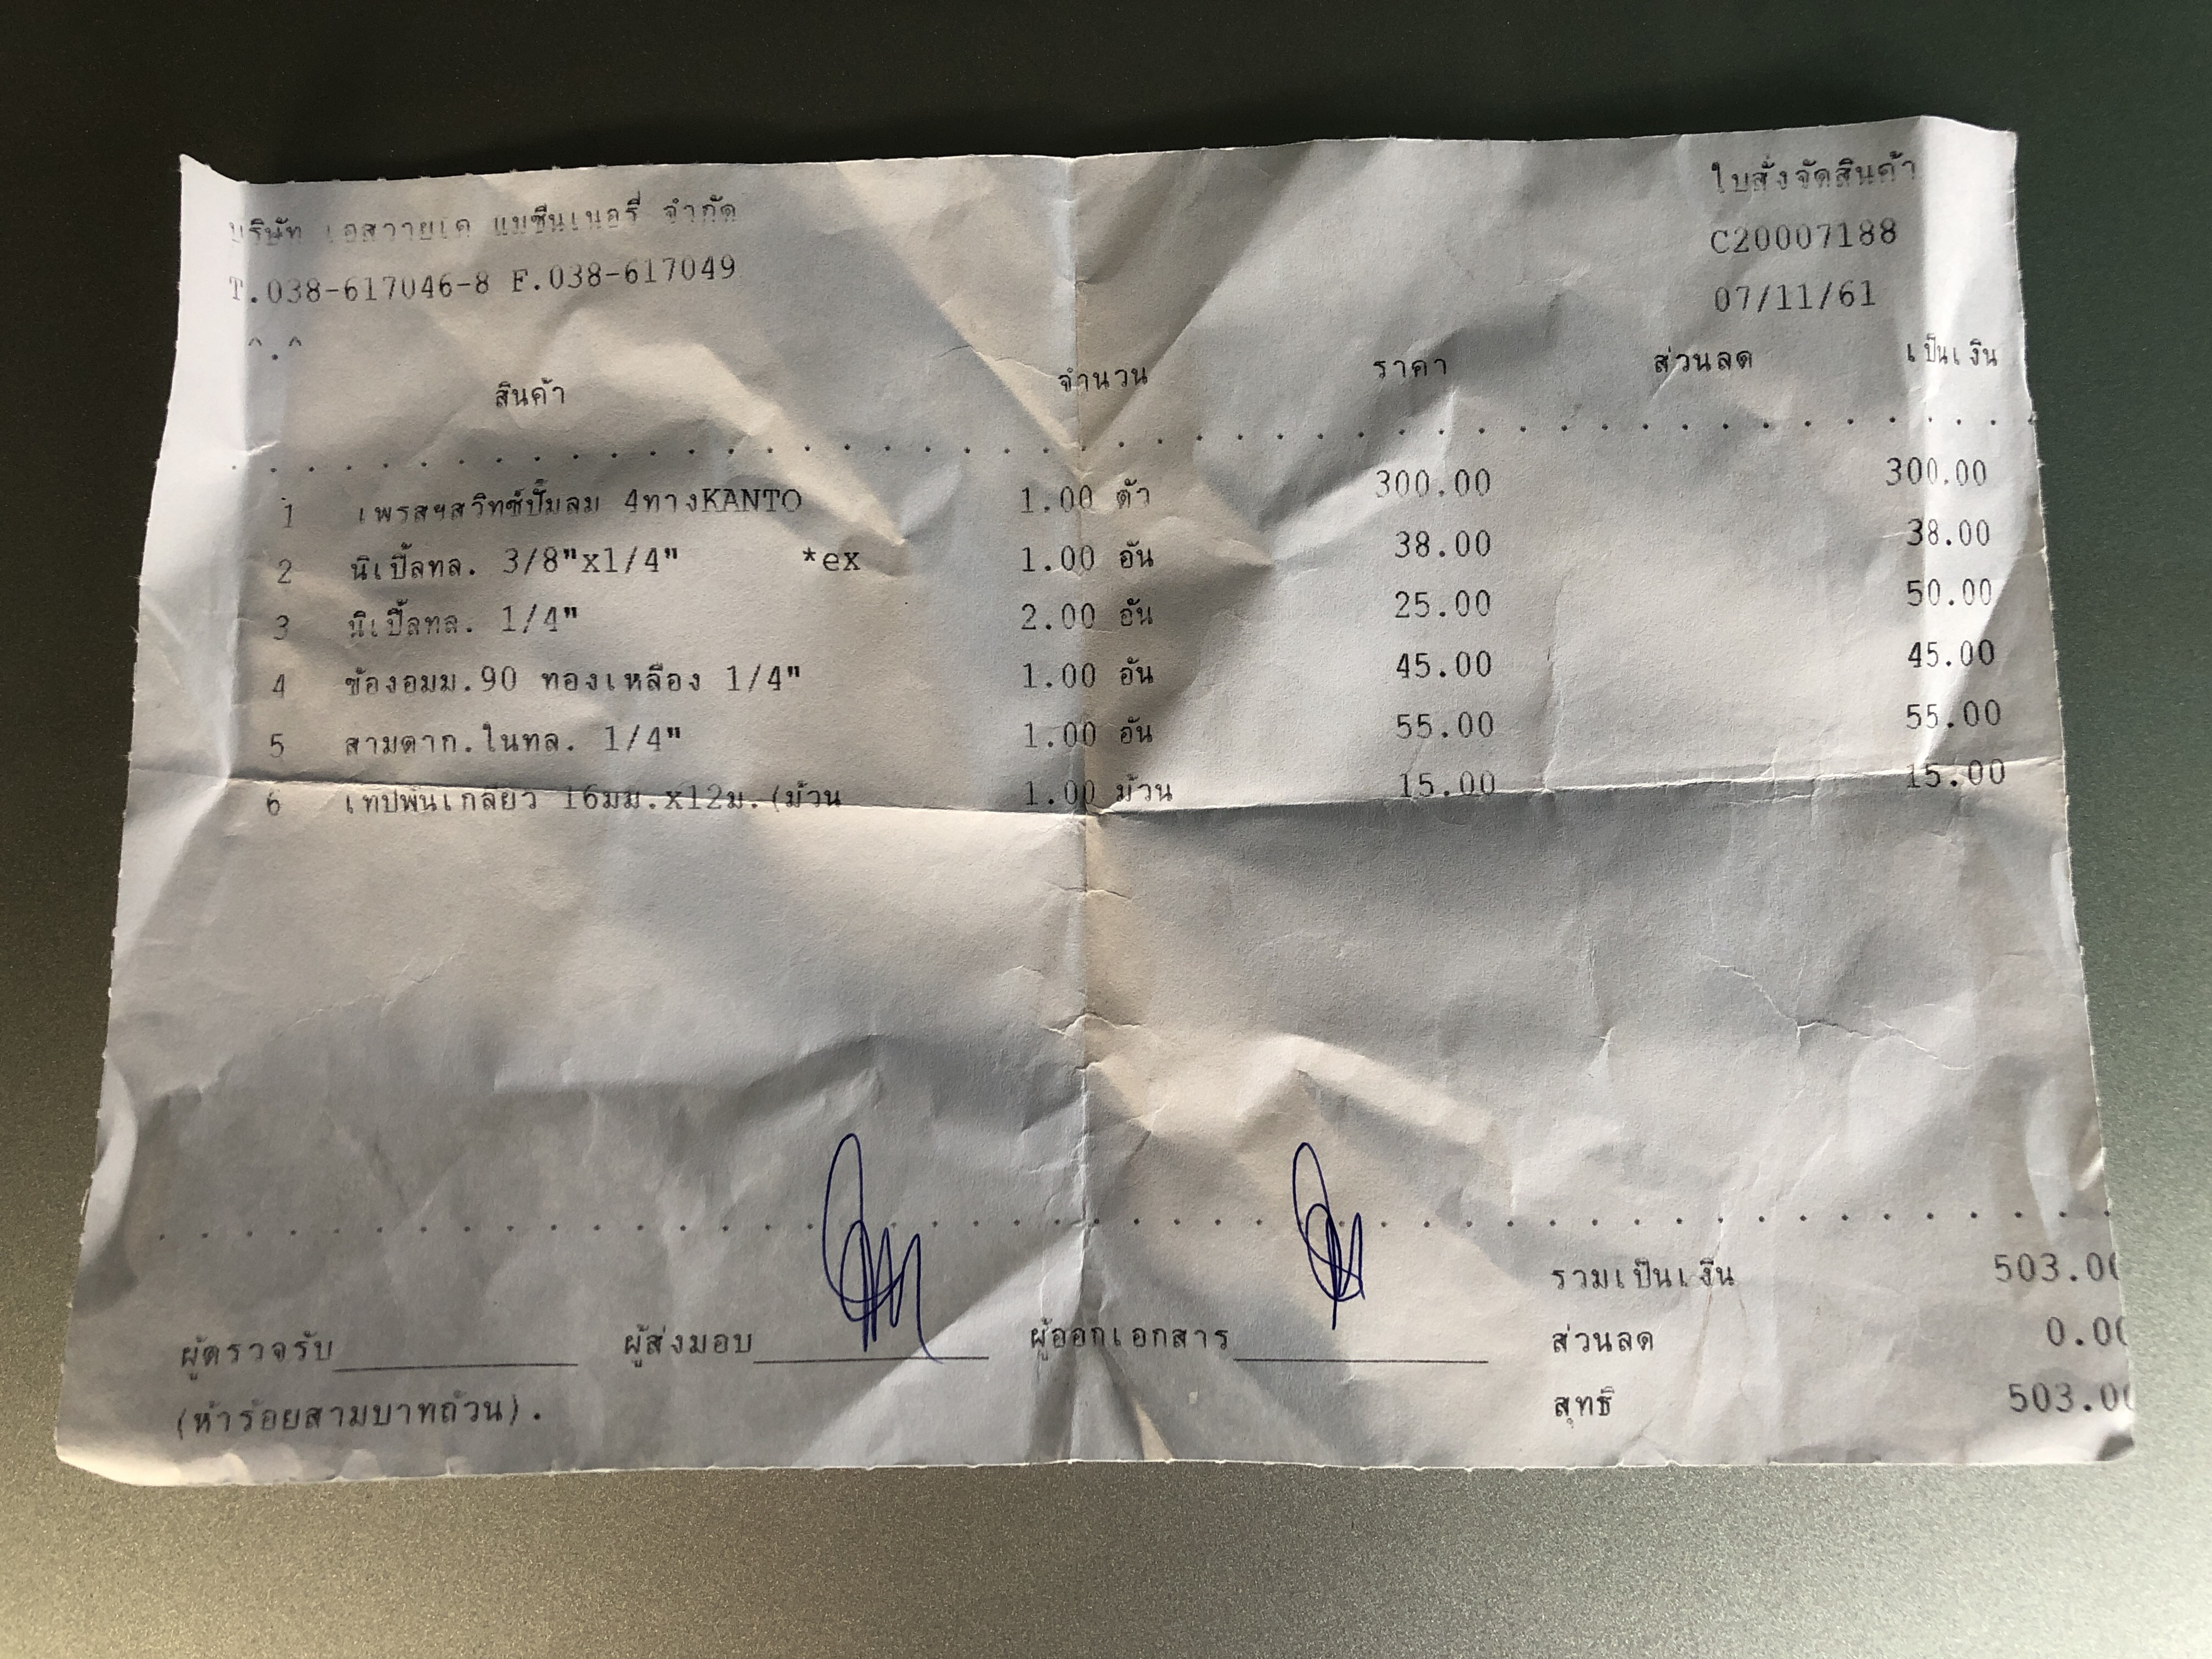 บริษัท เอสวายเค แมชีนเนอรี่ จำกัด
ใบสั่งจัดสินค้า
T.038-617046-8 F.038-617049
C20007188
07/11/61
^.^
สินค้า จำนวน ราคา ส่วนลด เป็นเงิน
1 เพรสฯสวิทซ์ปั๊มลม 4ทางKANTO 1.00 ตัว 300.00 300.00
2 นิเปิ้ลทล. 3/8"x1/4" *ex 1.00 อัน 38.00 38.00
3 นิเปิ้ลทล. 1/4" 2.00 อัน 25.00 50.00
4 ข้องอมม.90 ทองเหลือง 1/4" 1.00 อัน 45.00 45.00
5 สามตาก.ในทล. 1/4" 1.00 อัน 55.00 55.00
6 เทปพันเกลียว 16มม.x12ม.(ม้วน 1.00 ม้วน 15.00 15.00
รวมเป็นเงิน 503.00
ผู้ตรวจรับ ผู้ส่งมอบ ผู้ออกเอกสาร ส่วนลด 0.00
(ห้าร้อยสามบาทถ้วน). สุทธิ 503.00